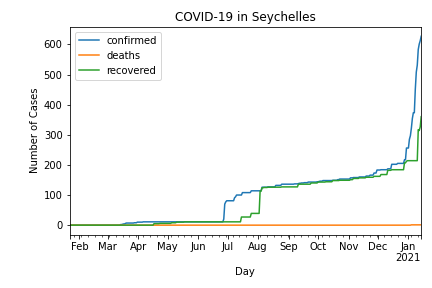 COVID-19 in Seychelles
confirmed
deaths
recovered
Number of Cases
600
500
400
300
200
100
0
Feb Mar Apr May Jun Jul Aug Sep Oct Nov Dec Jan
2021
Day